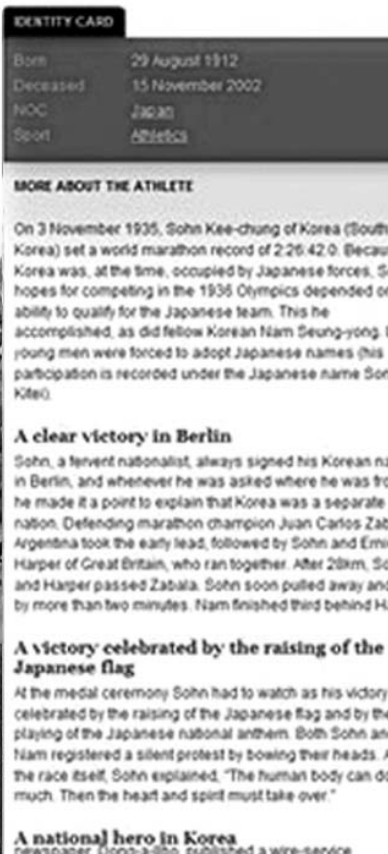 IDENTITY CARD
Born 29 August 1912
Deceased 15 November 2002
NOC Japan
Sport Athletics
MORE ABOUT THE ATHLETE
On 3 November 1935, Sohn Kee-chung of Korea (South
Korea) set a world marathon record of 2:26:42.0. Becau
Korea was, at the time, occupied by Japanese forces, S
hopes for competing in the 1936 Olympics depended o
ability to qualify for the Japanese team. This he
accomplished, as did fellow Korean Nam Seung-yong.
young men were forced to adopt Japanese names (his
participation is recorded under the Japanese name Son
Kitei).
A clear victory in Berlin
Sohn, a fervent nationalist, always signed his Korean na
in Berlin, and whenever he was asked where he was fro
he made it a point to explain that Korea was a separate
nation. Defending marathon champion Juan Carlos Zab
Argentina took the early lead, followed by Sohn and Erni
Harper of Great Britain, who ran together. After 28km, So
and Harper passed Zabala. Sohn soon pulled away and
by more than two minutes. Nam finished third behind Ha
A victory celebrated by the raising of the
Japanese flag
At the medal ceremony Sohn had to watch as his victory
celebrated by the raising of the Japanese flag and by the
playing of the Japanese national anthem. Both Sohn an
Nam registered a silent protest by bowing their heads. A
the race itself, Sohn explained, "The human body can do
much. Then the heart and spirit must take over."
A national hero in Korea
newspaper, Dong-a-Ilbo, published a wire-service